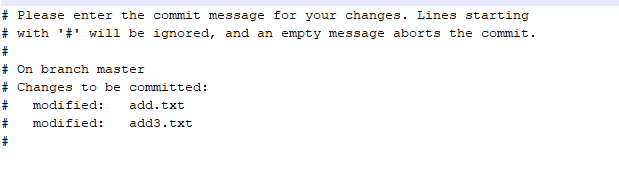 # Please enter the commit message for your changes. Lines starting
# with '#' will be ignored, and an empty message aborts the commit.
#
# On branch master
# Changes to be committed:
#	modified:   add.txt
#	modified:   add3.txt
#